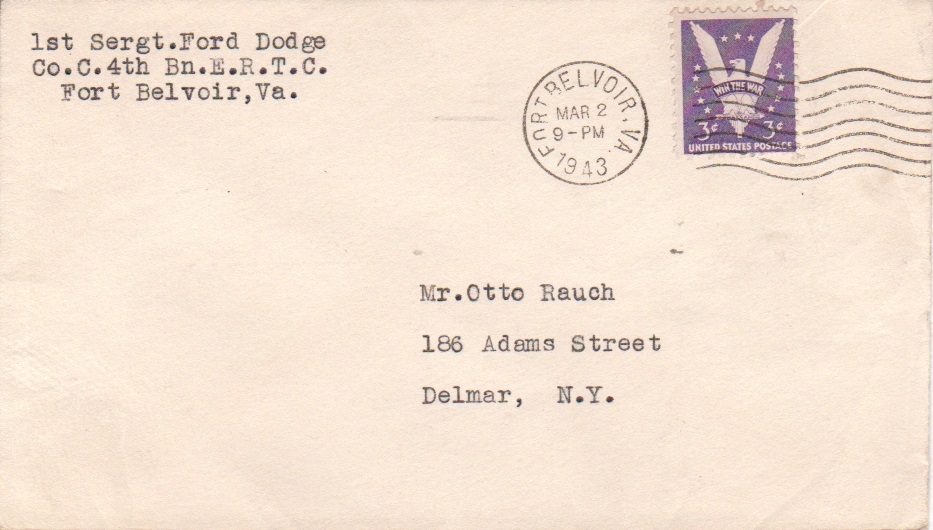 1st Sergt.Ford Dodge
Co.C.4th Bn.E.R.T.C.
Fort Belvoir,Va.
FORT BELVOIR, VA.
MAR 2
9-PM
1943
WIN THE WAR
3¢ 3¢
UNITED STATES POSTAGE
Mr.Otto Rauch
186 Adams Street
Delmar, N.Y.